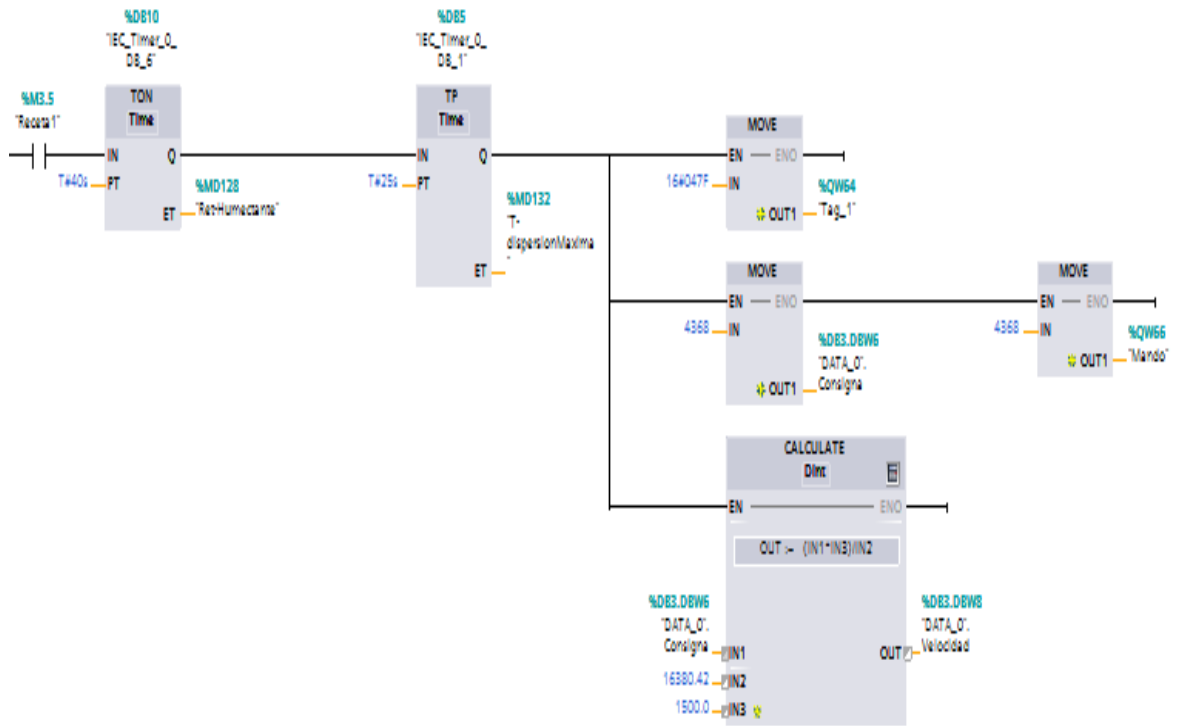 %DB10
"IEC_Timer_0_
DB_6"
TON
Time
%M3.5
"Receta1"
IN
Q
T#40s
PT
%MD128
ET
"Ret-Humectante"
%DB5
"IEC_Timer_0_
DB_1"
TP
Time
IN
Q
T#25s
PT
%MD132
"T-
dispersionMaxima
"
ET
MOVE
EN
ENO
16#047F
IN
%QW64
OUT1
"Tag_1"
MOVE
EN
ENO
4368
IN
%DB3.DBW6
"DATA_0".
OUT1
Consigna
MOVE
EN
ENO
4368
IN
%QW66
OUT1
"Mando"
CALCULATE
DInt
EN
ENO
OUT := (IN1*IN3)/IN2
%DB3.DBW6
"DATA_0".
Consigna
IN1
16380.42
IN2
1500.0
IN3
%DB3.DBW8
"DATA_0".
OUT
Velocidad